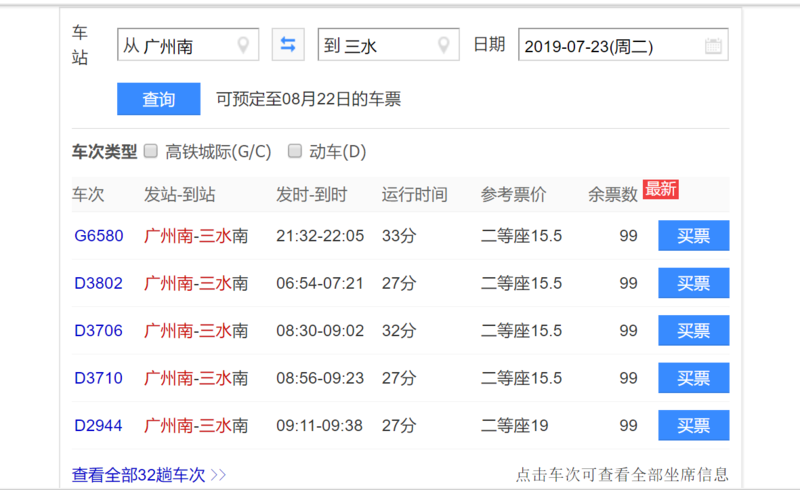 车站 从 广州南 到 三水 日期 2019-07-23(周二)
查询 可预定至08月22日的车票
车次类型 高铁城际(G/C) 动车(D)
车次 发站-到站 发时-到时 运行时间 参考票价 余票数 最新
G6580 广州南-三水南 21:32-22:05 33分 二等座15.5 99 买票
D3802 广州南-三水南 06:54-07:21 27分 二等座15.5 99 买票
D3706 广州南-三水南 08:30-09:02 32分 二等座15.5 99 买票
D3710 广州南-三水南 08:56-09:23 27分 二等座15.5 99 买票
D2944 广州南-三水南 09:11-09:38 27分 二等座19 99 买票
查看全部32趟车次 >> 点击车次可查看全部坐席信息